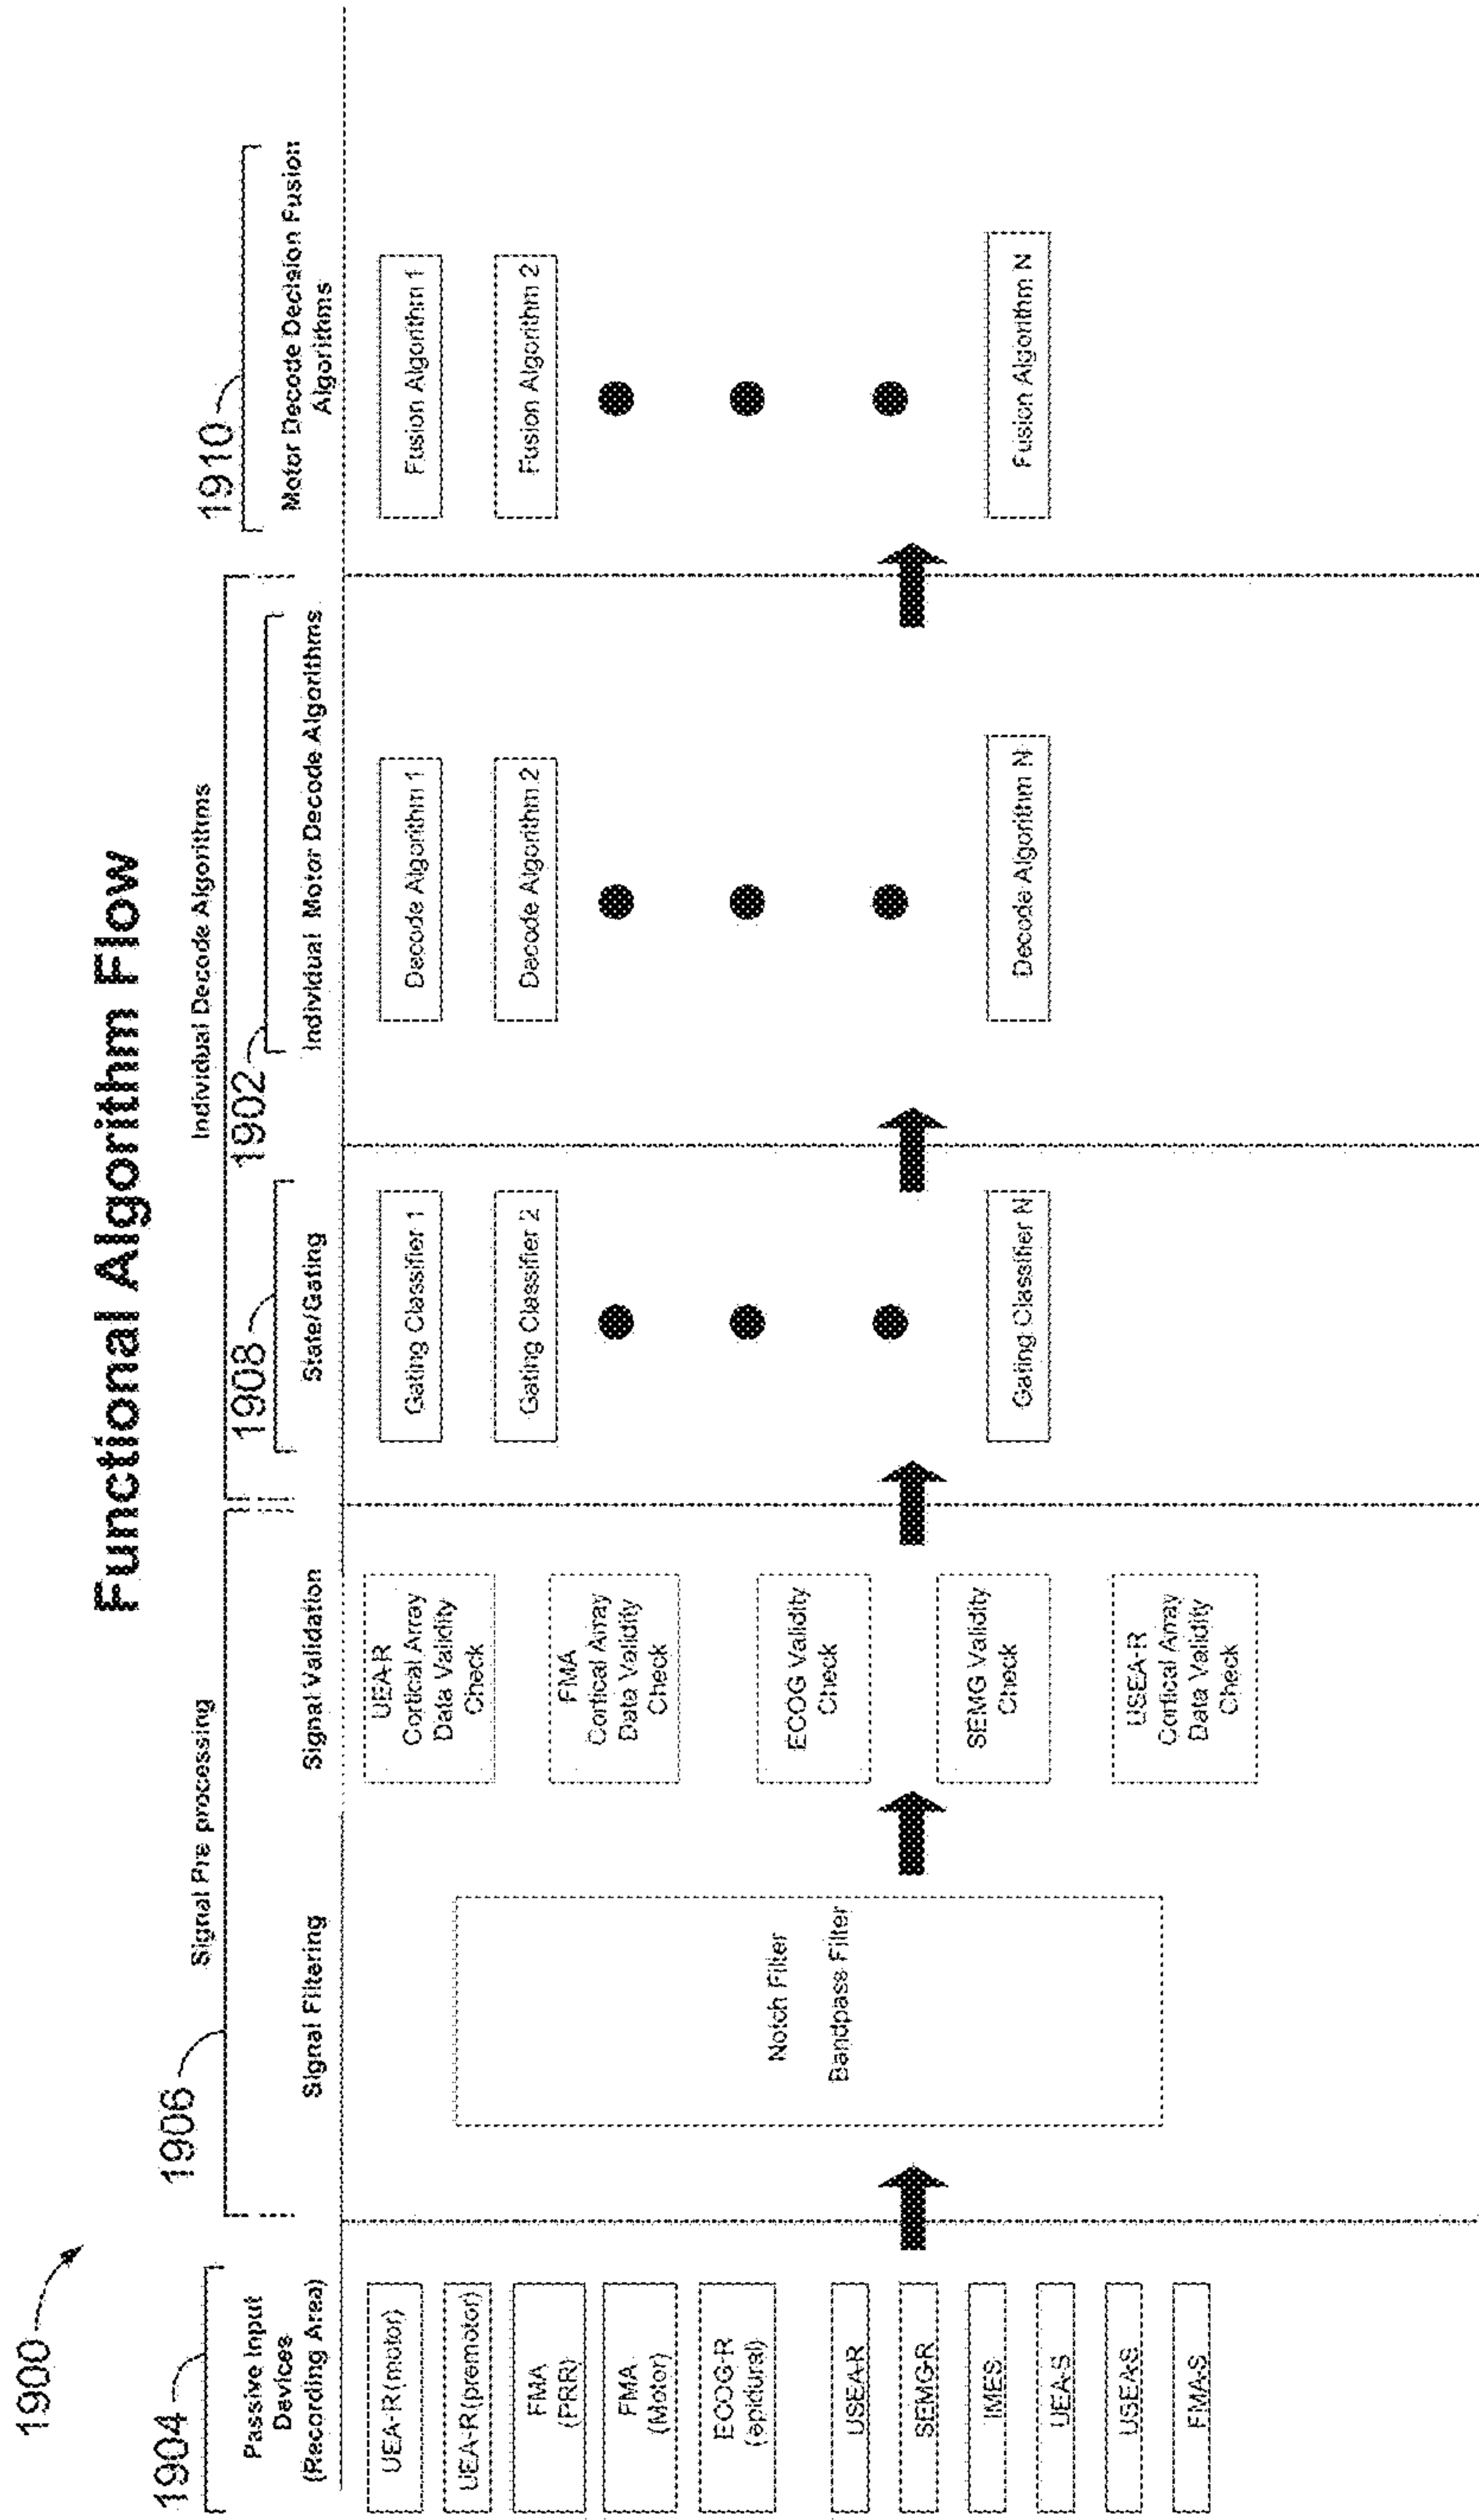 Functional Algorithm Flow
1900
1904
1906
1908
1902
1910
Signal Pre processing
Individual Decode Algorithms
Passive Input
Devices
(Recording Area)
Signal Filtering
Signal Validation
State/Gating
Individual Motor Decode Algorithms
Motor Decode Decision Fusion
Algorithms
UEA-R(motor)
UEA-R(premotor)
FMA
(PRR)
FMA
(Motor)
ECOG-R
(epidural)
USEA-R
SEMG-R
IMES
UEA-S
USEA-S
FMA-S
Notch Filter
Bandpass Filter
UEA-R
Cortical Array
Data Validity
Check
FMA
Cortical Array
Data Validity
Check
ECOG Validity
Check
SEMG Validity
Check
USEA-R
Cortical Array
Data Validity
Check
Gating Classifier 1
Gating Classifier 2
Gating Classifier N
Decode Algorithm 1
Decode Algorithm 2
Decode Algorithm N
Fusion Algorithm 1
Fusion Algorithm 2
Fusion Algorithm N